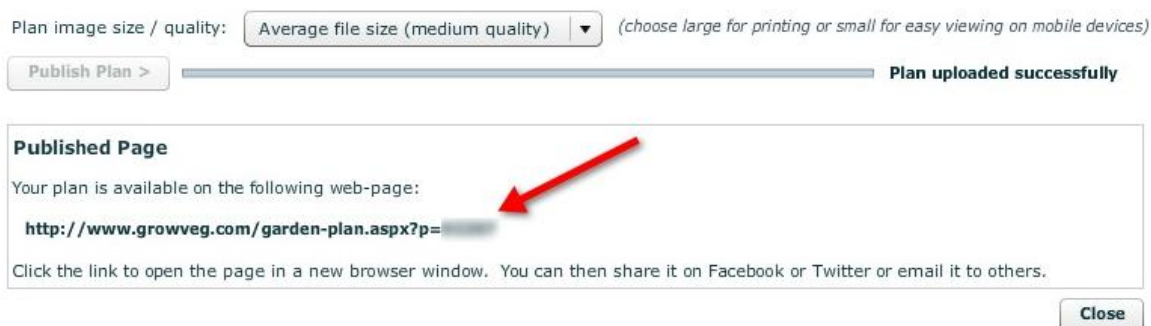 Plan image size / quality: Average file size (medium quality) (choose large for printing or small for easy viewing on mobile devices)
Publish Plan > Plan uploaded successfully
Published Page
Your plan is available on the following web-page:
http://www.growveg.com/garden-plan.aspx?p=
Click the link to open the page in a new browser window. You can then share it on Facebook or Twitter or email it to others.
Close